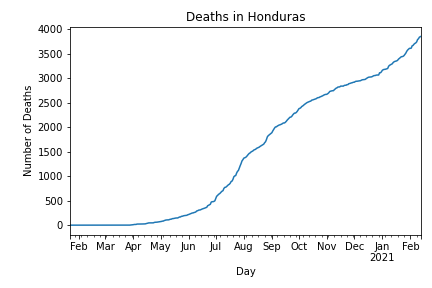 Deaths in Honduras
4000
3500
3000
2500
2000
1500
1000
500
0
Number of Deaths
Feb Mar Apr May Jun Jul Aug Sep Oct Nov Dec Jan Feb
2021
Day